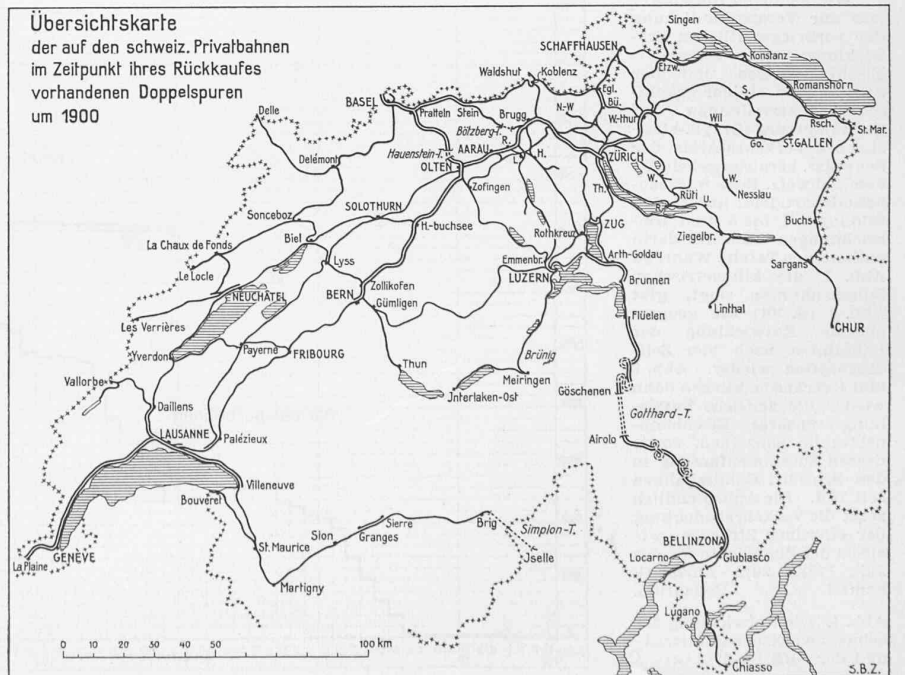 Übersichtskarte
der auf den schweiz. Privatbahnen
im Zeitpunkt ihres Rückkaufes
vorhandenen Doppelspuren
um 1900
Singen
SCHAFFHAUSEN
Konstanz
Etzw.
Waldshut
Koblenz
Romanshorn
Egl.
S.
BASEL
N.-W
Bü.
Pratteln
Stein
Brugg
W.-thur
Wil
Rsch.
St. Mar.
Delle
Bötzberg-T.
R.
ST.GALLEN
AARAU
Hauenstein-T.
L.
H.
ZÜRICH
Delémont
OLTEN
W.
W.
Zofingen
Th.
Rüti
U.
Nesslau
SOLOTHURN
Sonceboz
H.-buchsee
Rothkreuz
ZUG
Ziegelbr.
Buchs
La Chaux de Fonds
Biel
Arth-Goldau
Lyss
Emmenbr.
Sargans
Le Locle
LUZERN
Brunnen
Zollikofen
NEUCHÂTEL
BERN
Gümligen
Linthal
Flüelen
Les Verrières
CHUR
Payerne
FRIBOURG
Brünig
Yverdon
Thun
Vallorbe
Meiringen
Jnterlaken-Ost
Göschenen
Daillens
Gotthard-T.
LAUSANNE
Palézieux
Airolo
Villeneuve
Bouveret
Sierre
Brig
Sion
Granges
Simplon-T.
BELLINZONA
GENÈVE
St. Maurice
Jselle
Locarno
Giubiasco
La Plaine
Martigny
Lugano
0 10 20 30 40 50 100 km
Chiasso
S.B.Z.